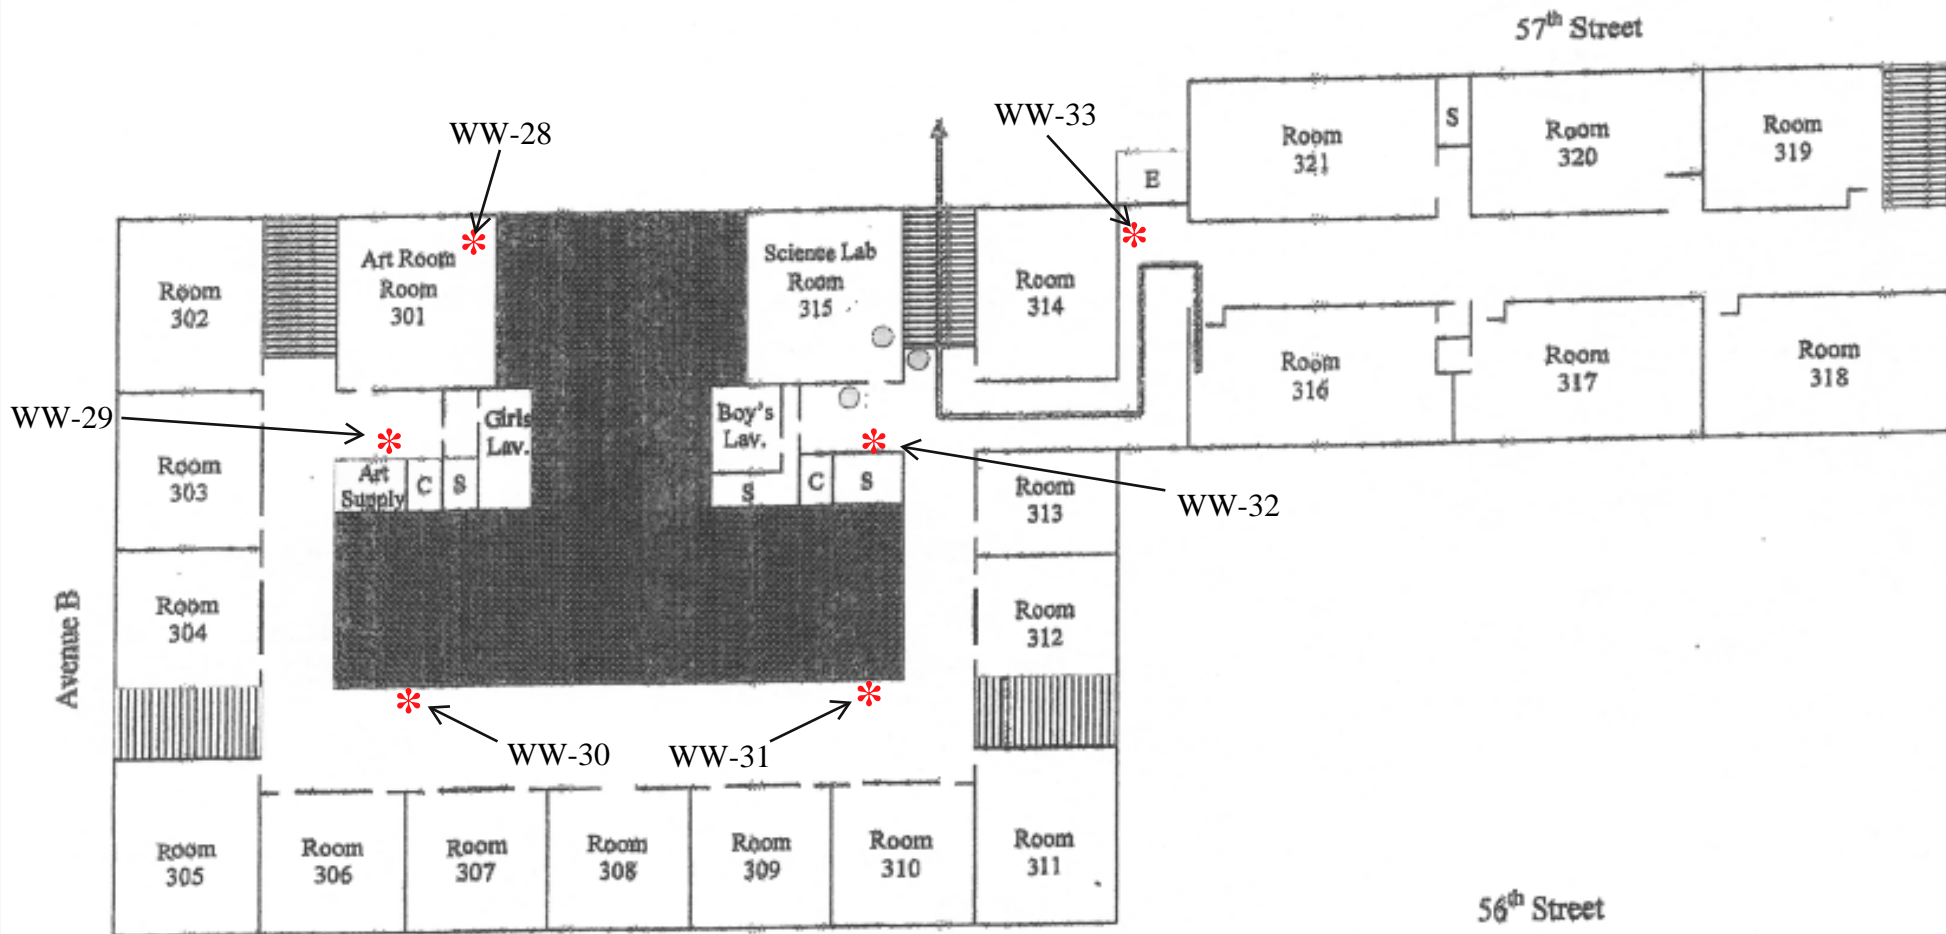 57th Street
WW-33
WW-28
Room
321
S
Room
320
Room
319
E
Art Room
Room
301
Science Lab
Room
315
Room
314
Room
302
Room
316
Room
317
Room
318
WW-29
Girls
Lav.
Boy's
Lav.
Room
303
Art
Supply
C
S
S
C
S
Room
313
WW-32
Room
304
Room
312
Avenue B
WW-30
WW-31
Room
305
Room
306
Room
307
Room
308
Room
309
Room
310
Room
311
56th Street